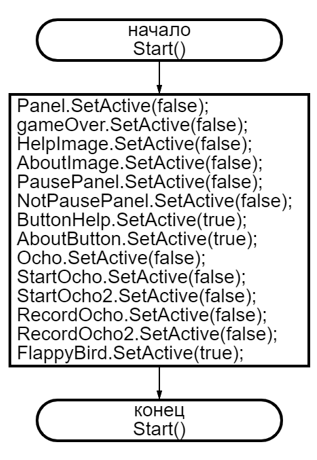 начало
Start()
Panel.SetActive(false);
gameOver.SetActive(false);
HelpImage.SetActive(false);
AboutImage.SetActive(false);
PausePanel.SetActive(false);
NotPausePanel.SetActive(false);
ButtonHelp.SetActive(true);
AboutButton.SetActive(true);
Ocho.SetActive(false);
StartOcho.SetActive(false);
StartOcho2.SetActive(false);
RecordOcho.SetActive(false);
RecordOcho2.SetActive(false);
FlappyBird.SetActive(true);
конец
Start()